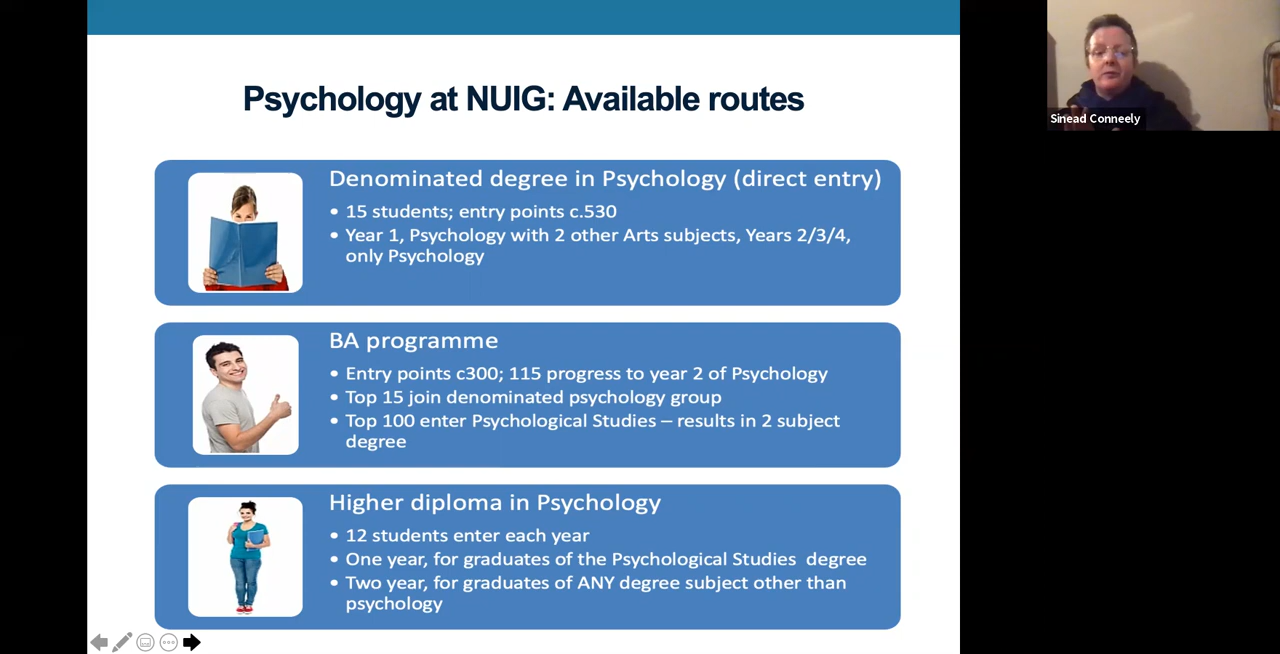 Psychology at NUIG: Available routes
Denominated degree in Psychology (direct entry)
• 15 students; entry points c.530
• Year 1, Psychology with 2 other Arts subjects, Years 2/3/4,
only Psychology
BA programme
• Entry points c300; 115 progress to year 2 of Psychology
• Top 15 join denominated psychology group
• Top 100 enter Psychological Studies – results in 2 subject
degree
Higher diploma in Psychology
• 12 students enter each year
• One year, for graduates of the Psychological Studies  degree
• Two year, for graduates of ANY degree subject other than
psychology
Sinead Conneely